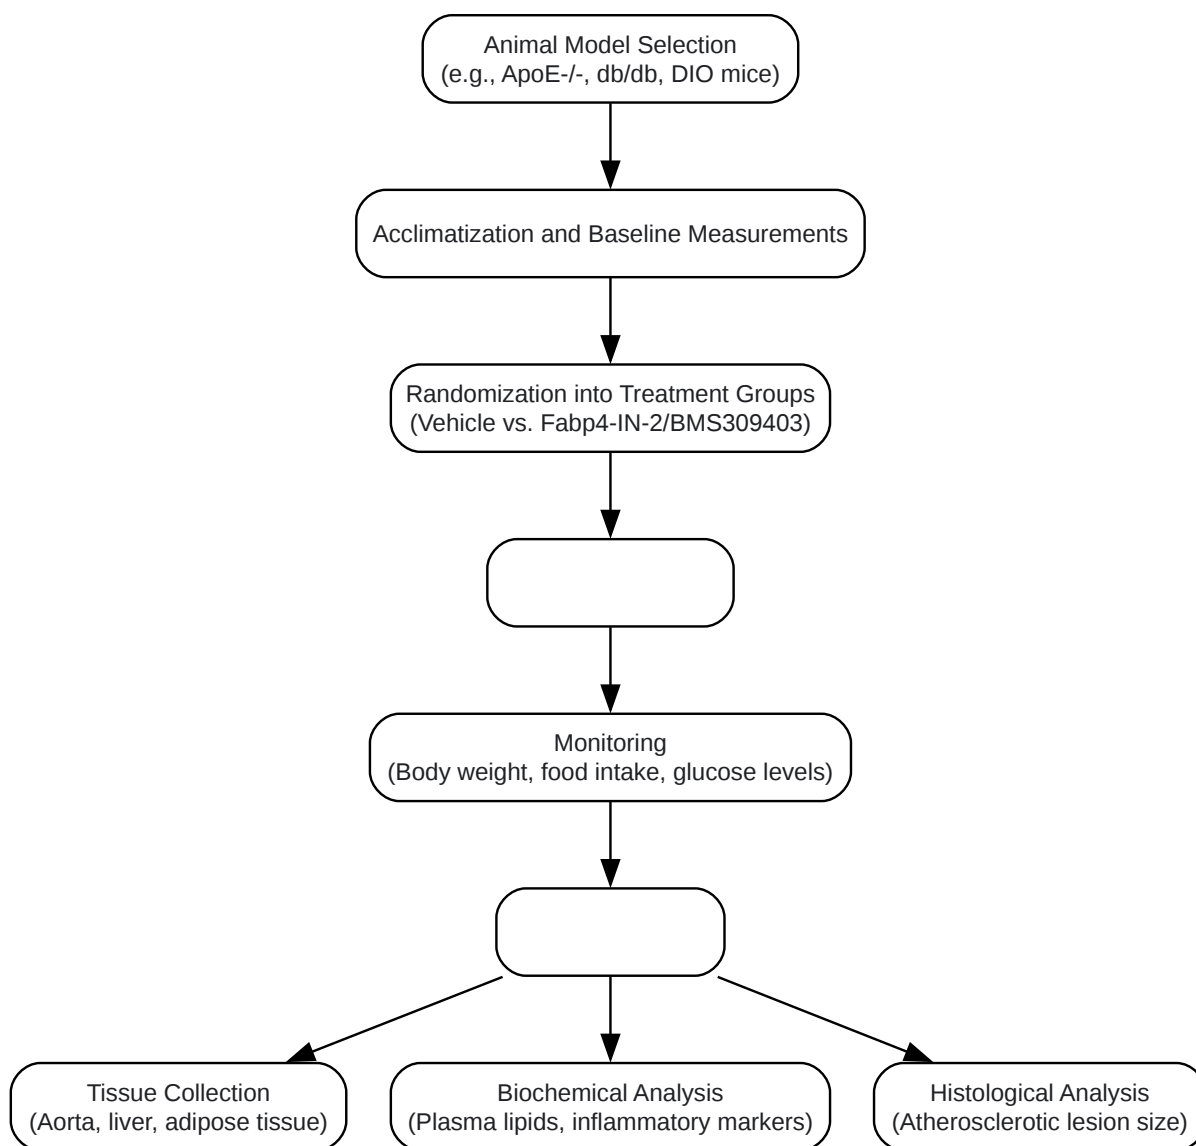 Animal Model Selection
(e.g., ApoE-/-, db/db, DIO mice)
Acclimatization and Baseline Measurements
Randomization into Treatment Groups
(Vehicle vs. Fabp4-IN-2/BMS309403)
Monitoring
(Body weight, food intake, glucose levels)
Tissue Collection
(Aorta, liver, adipose tissue)
Biochemical Analysis
(Plasma lipids, inflammatory markers)
Histological Analysis
(Atherosclerotic lesion size)